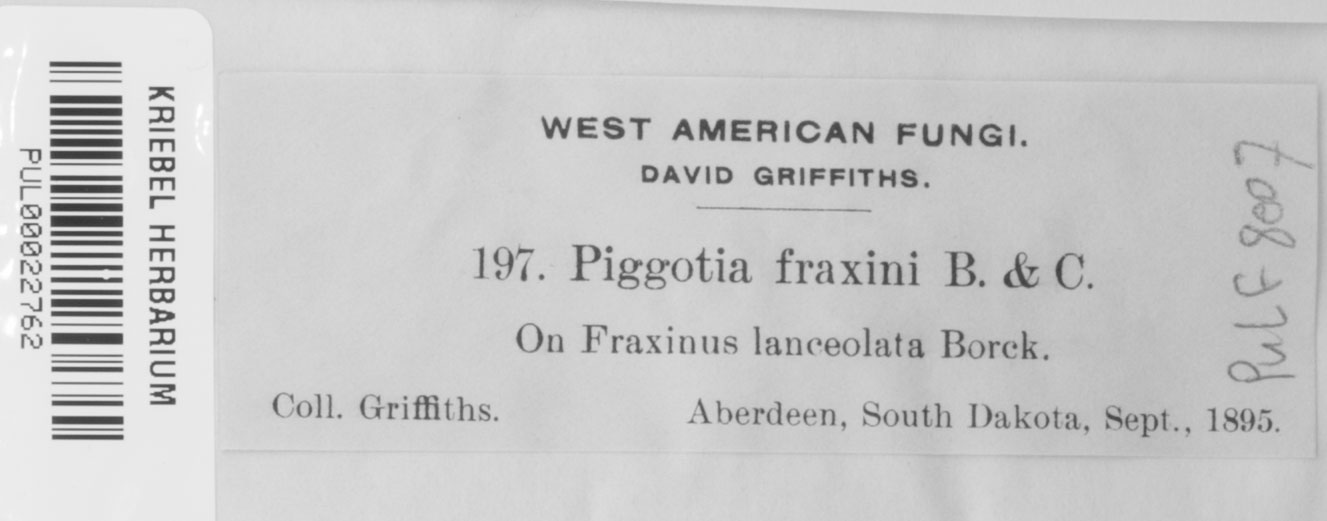 KRIEBEL HERBARIUM
PUL00022762
WEST AMERICAN FUNGI.
DAVID GRIFFITHS.
197. Piggotia fraxini B. & C.
On Fraxinus lanceolata Borck.
Coll. Griffiths. Aberdeen, South Dakota, Sept., 1895.
Pul F 8007